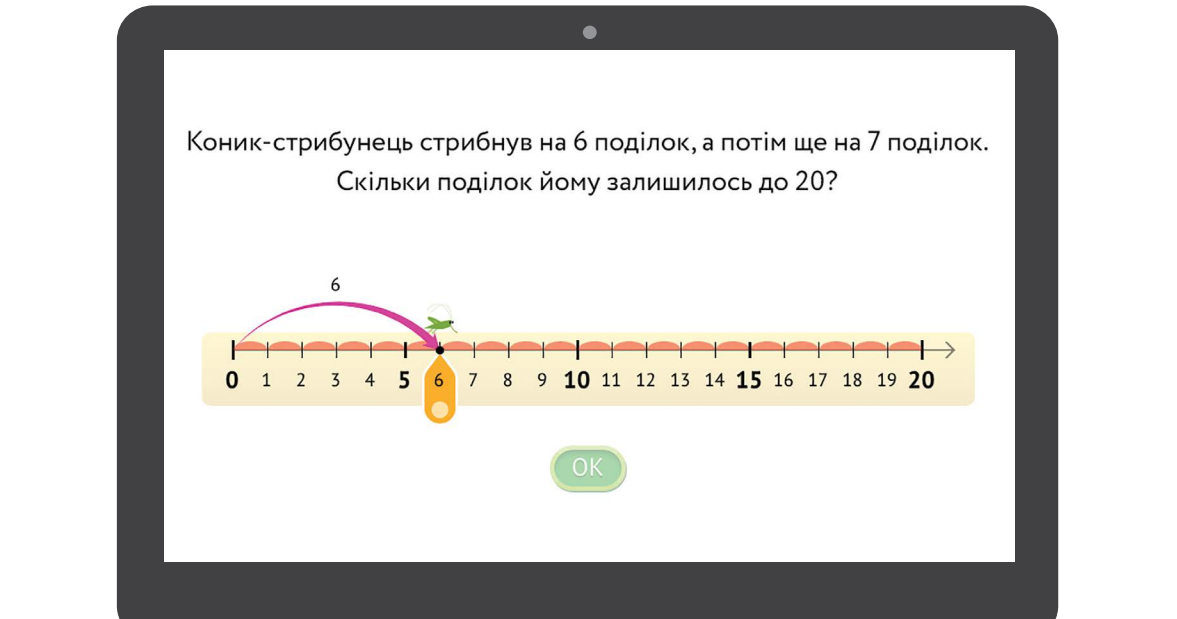 Коник-стрибунець стрибнув на 6 поділок, а потім ще на 7 поділок.
Скільки поділок йому залишилось до 20?
6
0 1 2 3 4 5 6 7 8 9 10 11 12 13 14 15 16 17 18 19 20
OK